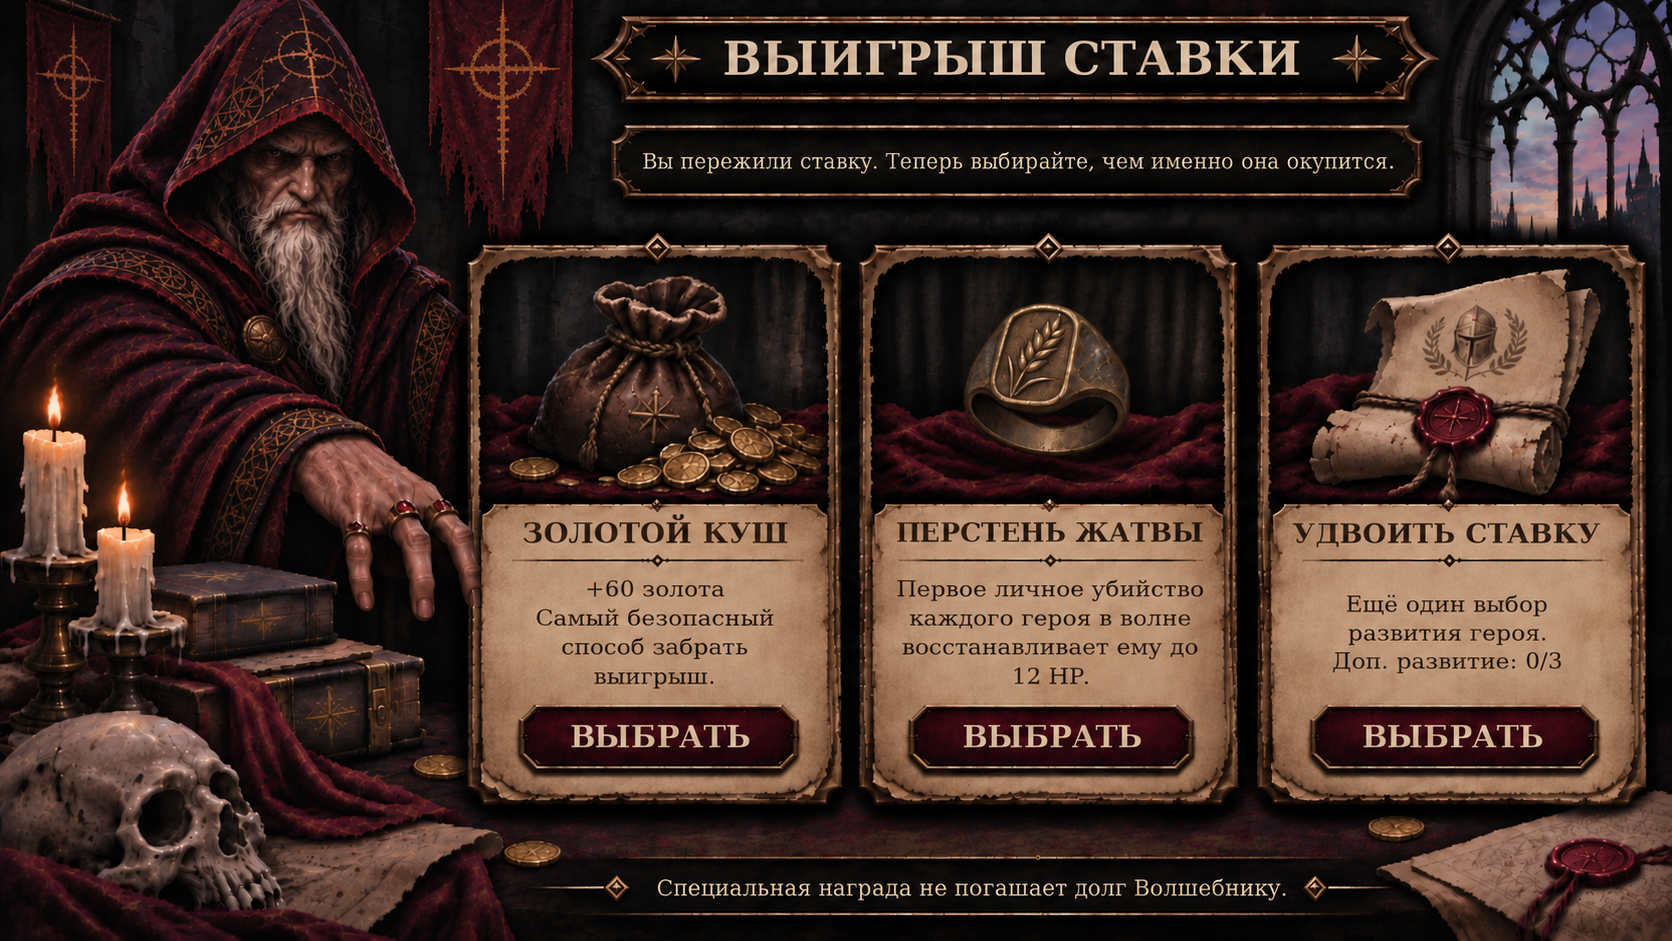 ВЫИГРЫШ СТАВКИ
Вы пережили ставку. Теперь выбирайте, чем именно она окупится.
ЗОЛОТОЙ КУШ
+60 золота
Самый безопасный
способ забрать
выигрыш.
ВЫБРАТЬ
ПЕРСТЕНЬ ЖАТВЫ
Первое личное убийство
каждого героя в волне
восстанавливает ему до
12 HP.
ВЫБРАТЬ
УДВОИТЬ СТАВКУ
Ещё один выбор
развития героя.
Доп. развитие: 0/3
ВЫБРАТЬ
Специальная награда не погашает долг Волшебнику.